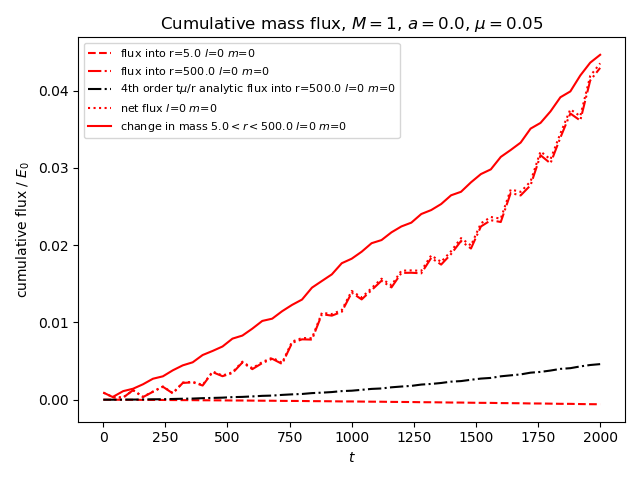 Cumulative mass flux, M = 1, a = 0.0, μ = 0.05
flux into r=5.0 l=0 m=0
flux into r=500.0 l=0 m=0
4th order tμ/r analytic flux into r=500.0 l=0 m=0
net flux l=0 m=0
change in mass 5.0 < r < 500.0 l=0 m=0
cumulative flux / E₀
0.04
0.03
0.02
0.01
0.00
0 250 500 750 1000 1250 1500 1750 2000
t